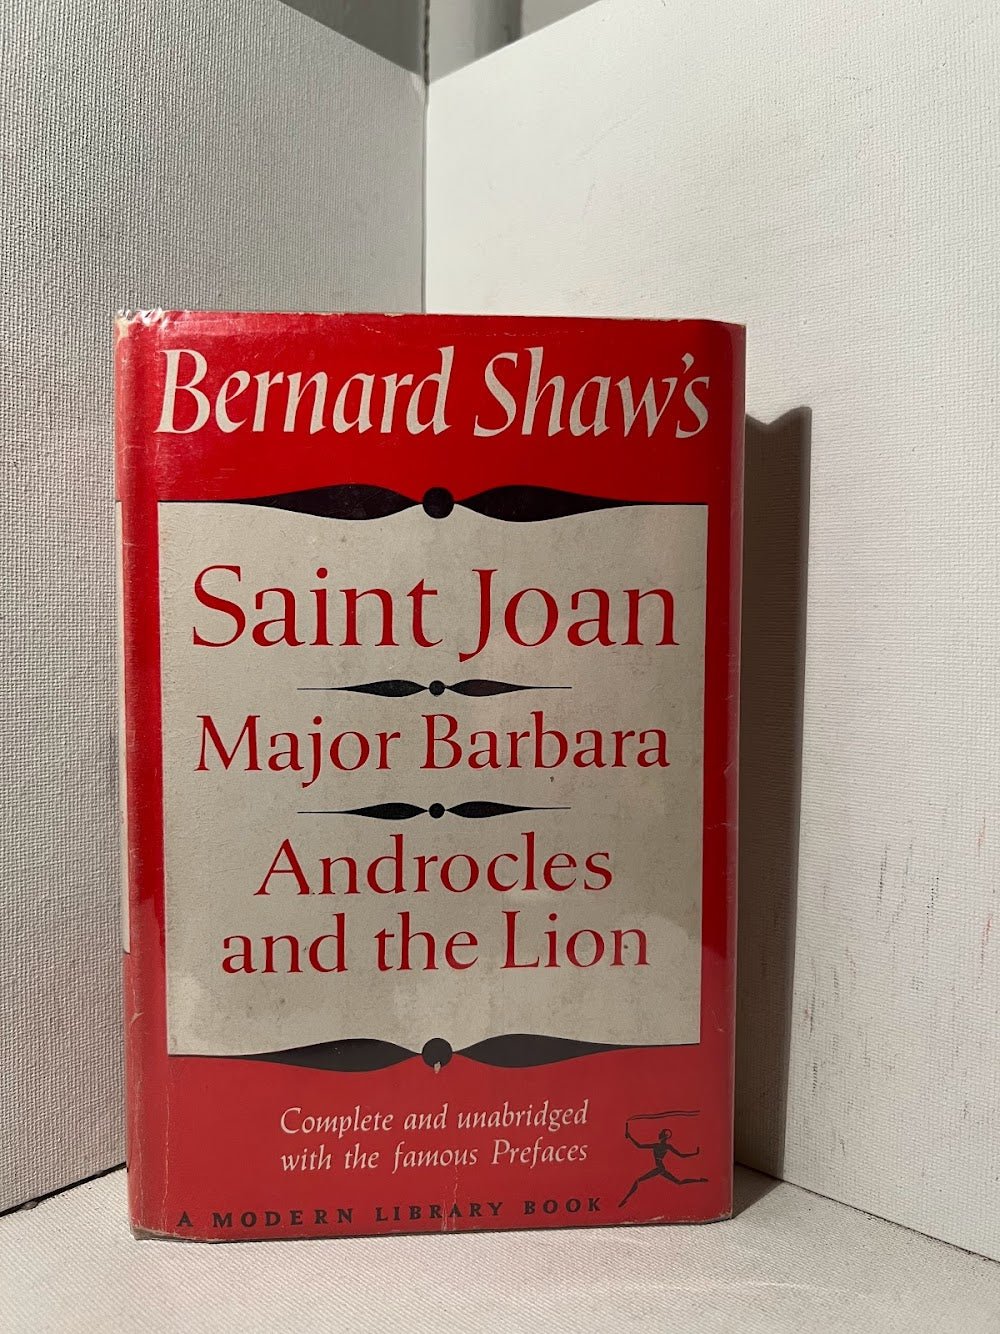 Bernard Shaw's
Saint Joan
Major Barbara
Androcles
and the Lion
Complete and unabridged
with the famous Prefaces
A MODERN LIBRARY BOOK